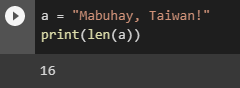 a = "Mabuhay, Taiwan!"
print(len(a))
16